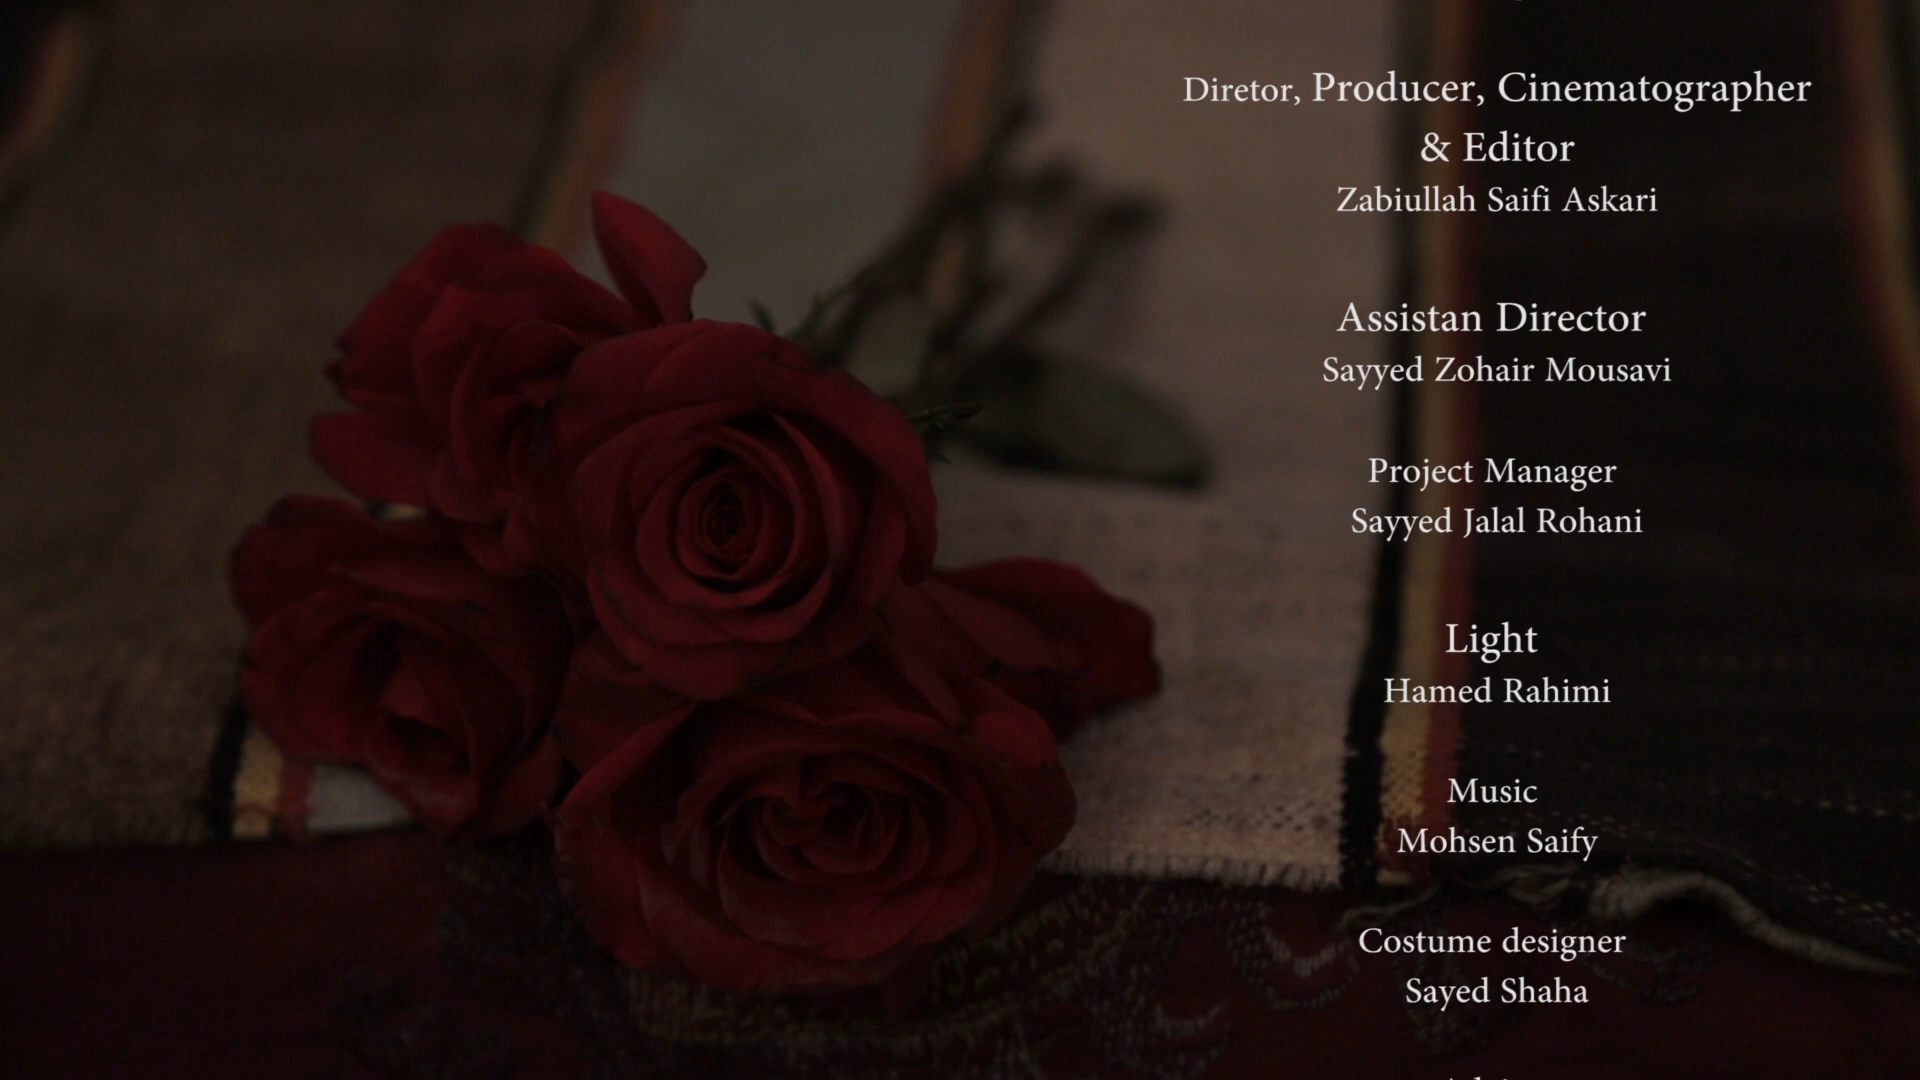 Diretor, Producer, Cinematographer
& Editor
Zabiullah Saifi Askari
Assistan Director
Sayyed Zohair Mousavi
Project Manager
Sayyed Jalal Rohani
Light
Hamed Rahimi
Music
Mohsen Saify
Costume designer
Sayed Shaha